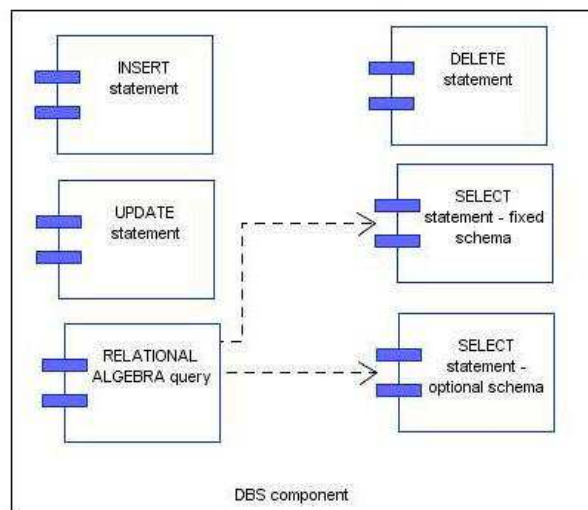 INSERT
statement
DELETE
statement
UPDATE
statement
SELECT
statement - fixed
schema
RELATIONAL
ALGEBRA query
SELECT
statement -
optional schema
DBS component